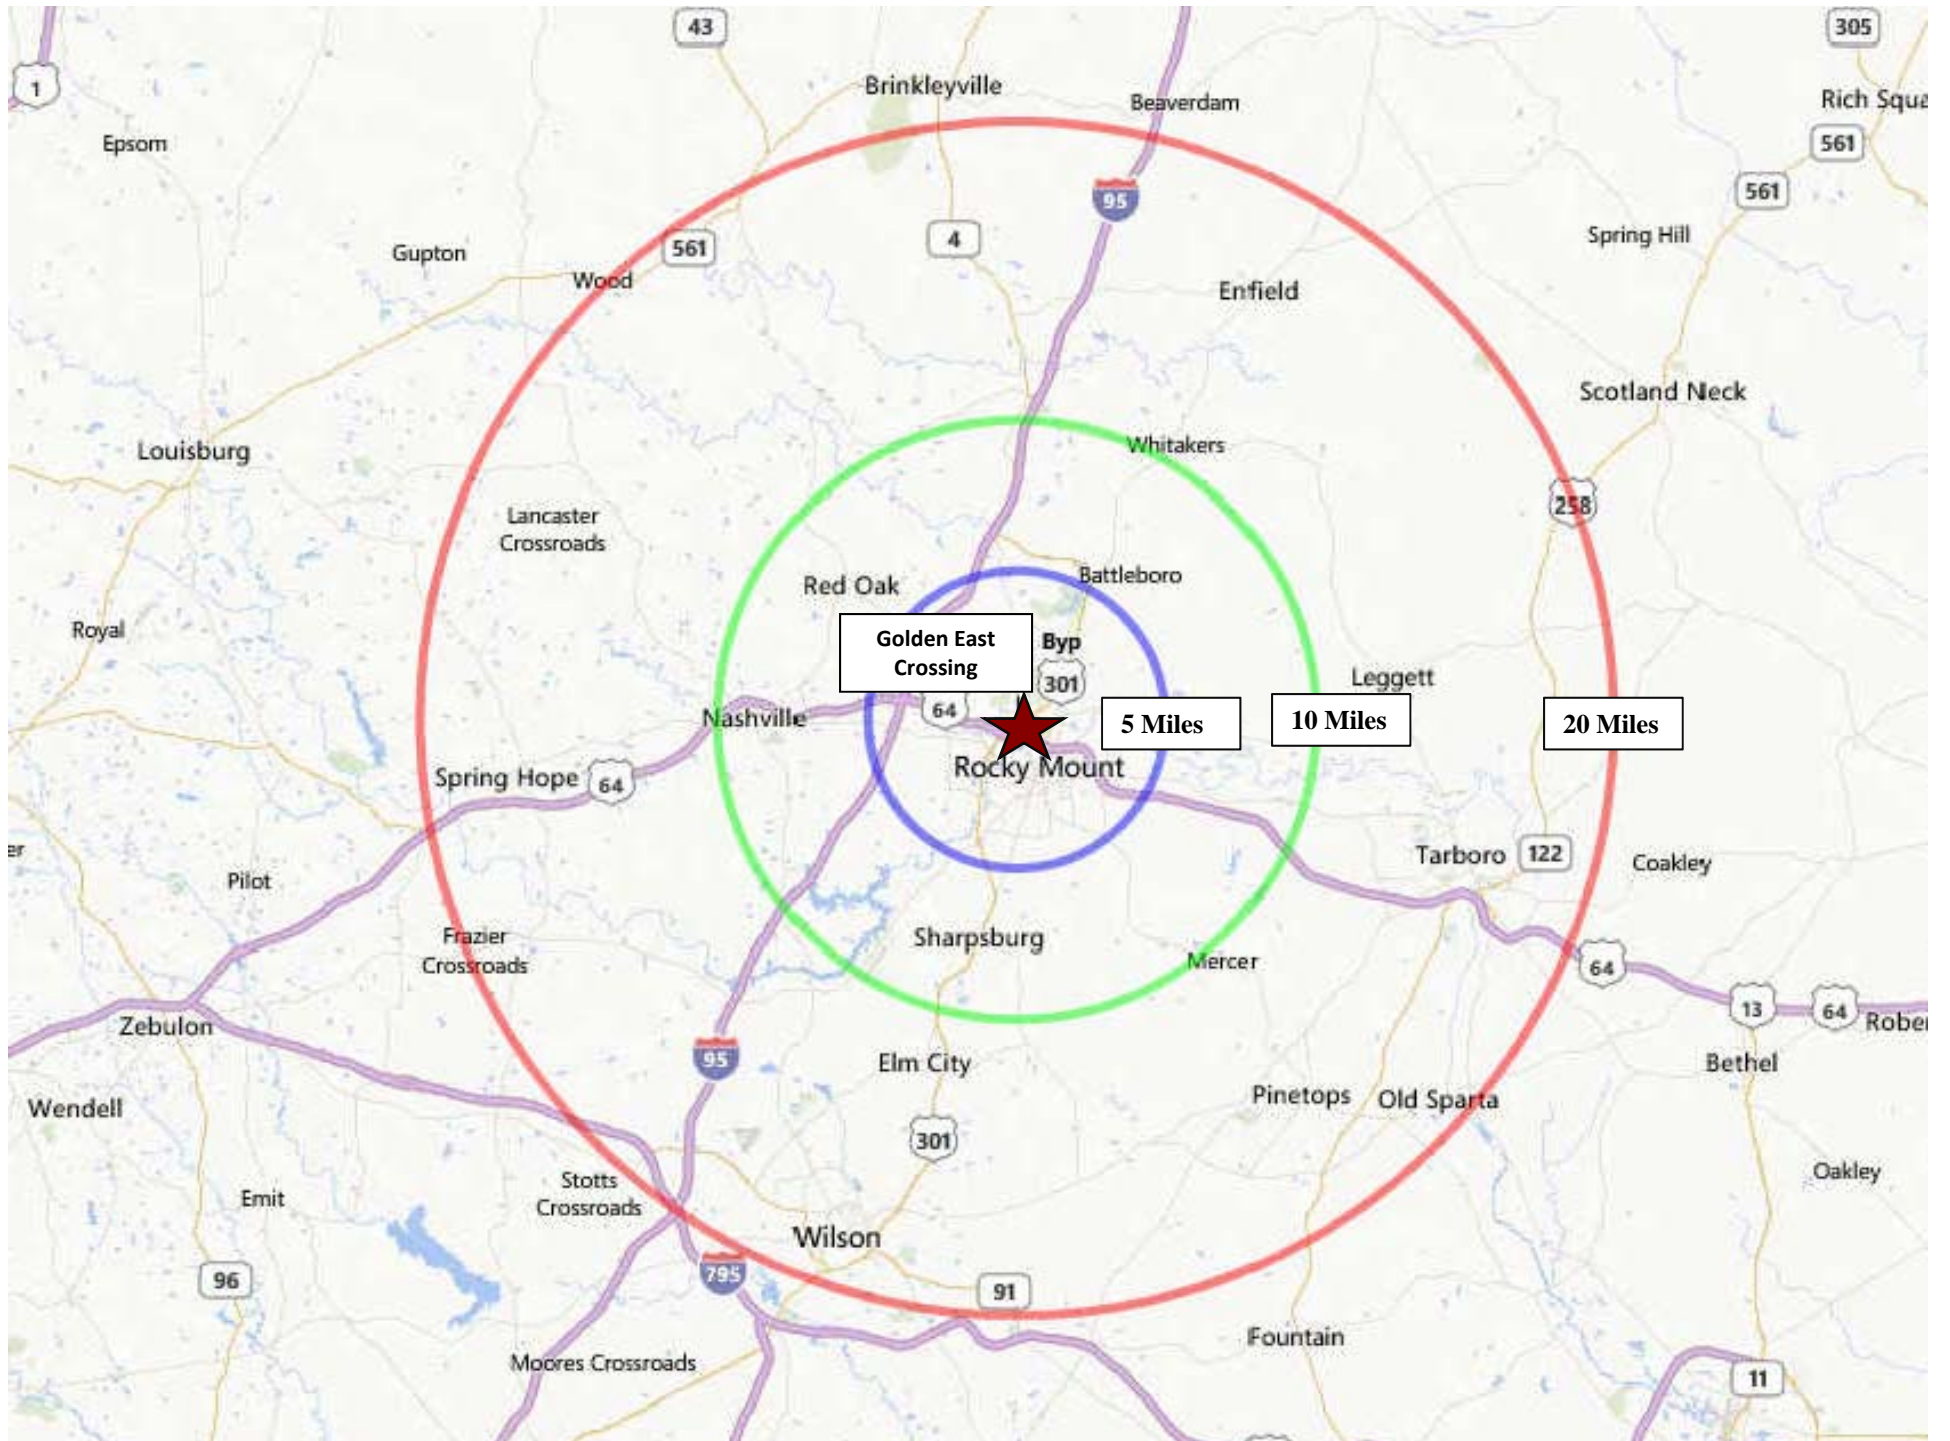 43
305
1
Brinkleyville
Beaverdam
Rich Squa
Epsom
561
95
561
4
Gupton
561
Spring Hill
Wood
Enfield
Scotland Neck
Whitakers
Louisburg
258
Lancaster
Crossroads
Battleboro
Red Oak
Royal
Golden East
Crossing
Byp
301
Leggett
64
Nashville
5 Miles
10 Miles
20 Miles
Rocky Mount
Spring Hope
64
er
Tarboro
122
Coakley
Pilot
Frazier
Crossroads
Sharpsburg
Mercer
64
13
64
Rober
Zebulon
95
Elm City
Bethel
Wendell
Pinetops
Old Sparta
301
Stotts
Crossroads
Oakley
Emit
Wilson
96
795
91
Fountain
Moores Crossroads
11